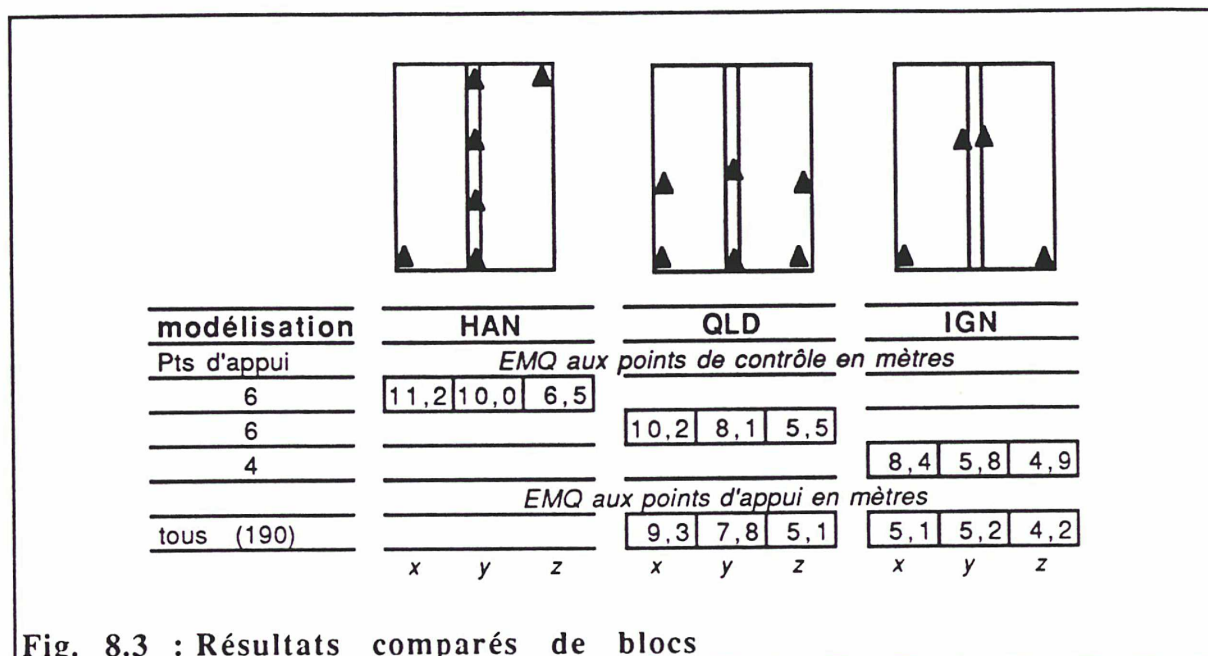 modélisation HAN QLD IGN
Pts d'appui EMQ aux points de contrôle en mètres
6 11,2 10,0 6,5
6 10,2 8,1 5,5
4 8,4 5,8 4,9
EMQ aux points d'appui en mètres
tous (190) 9,3 7,8 5,1 5,1 5,2 4,2
x y z x y z x y z
Fig. 8.3 : Résultats comparés de blocs